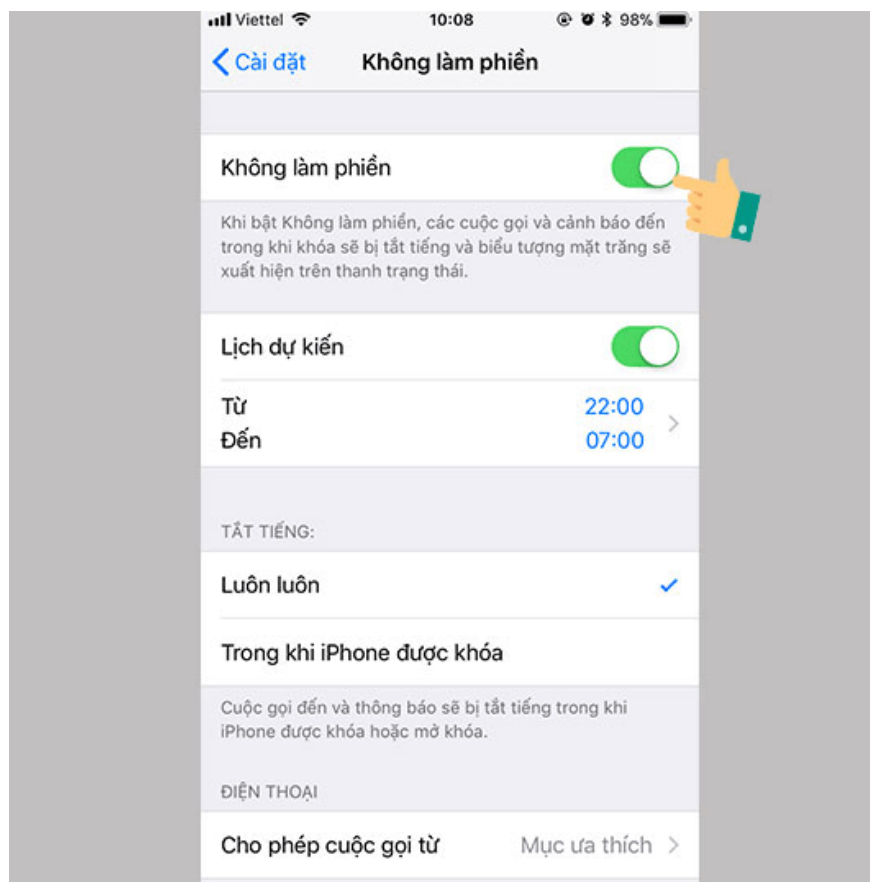 Viettel 10:08 98%
Cài đặt Không làm phiền
Không làm phiền
Khi bật Không làm phiền, các cuộc gọi và cảnh báo đến
trong khi khóa sẽ bị tắt tiếng và biểu tượng mặt trăng sẽ
xuất hiện trên thanh trạng thái.
Lịch dự kiến
Từ 22:00
Đến 07:00
TẮT TIẾNG:
Luôn luôn
Trong khi iPhone được khóa
Cuộc gọi đến và thông báo sẽ bị tắt tiếng trong khi
iPhone được khóa hoặc mở khóa.
ĐIỆN THOẠI
Cho phép cuộc gọi từ Mục ưa thích